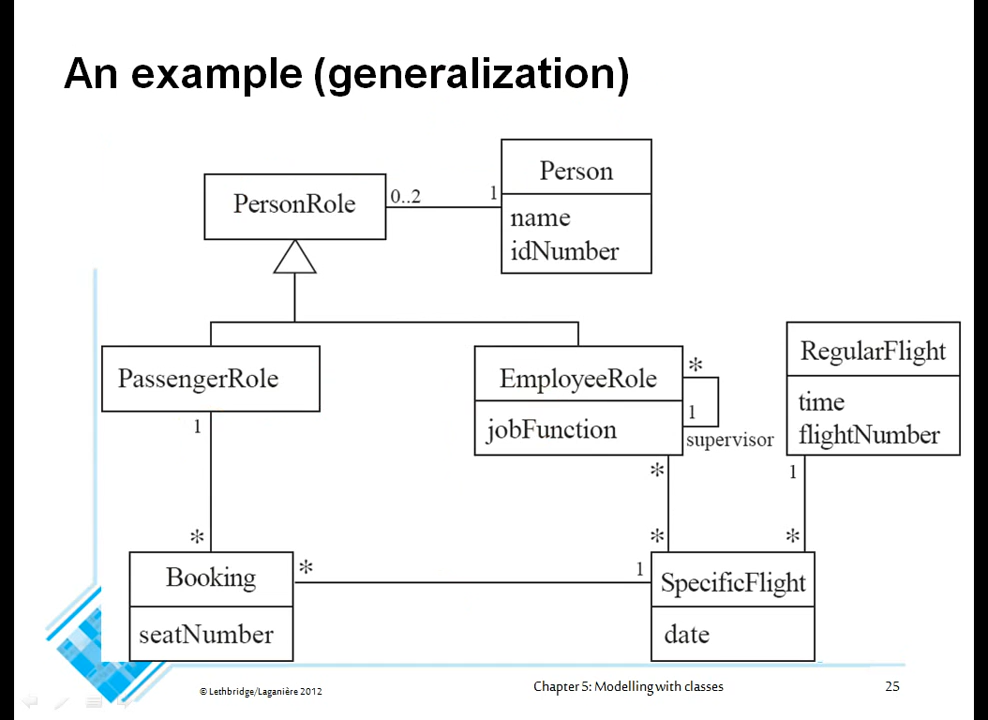 An example (generalization)
Person
PersonRole
0..2
1
name
idNumber
PassengerRole
EmployeeRole
*
RegularFlight
jobFunction
1
supervisor
time
flightNumber
1
*
1
*
*
*
Booking
*
1
SpecificFlight
seatNumber
date
© Lethbridge/Laganière 2012
Chapter 5: Modelling with classes
25